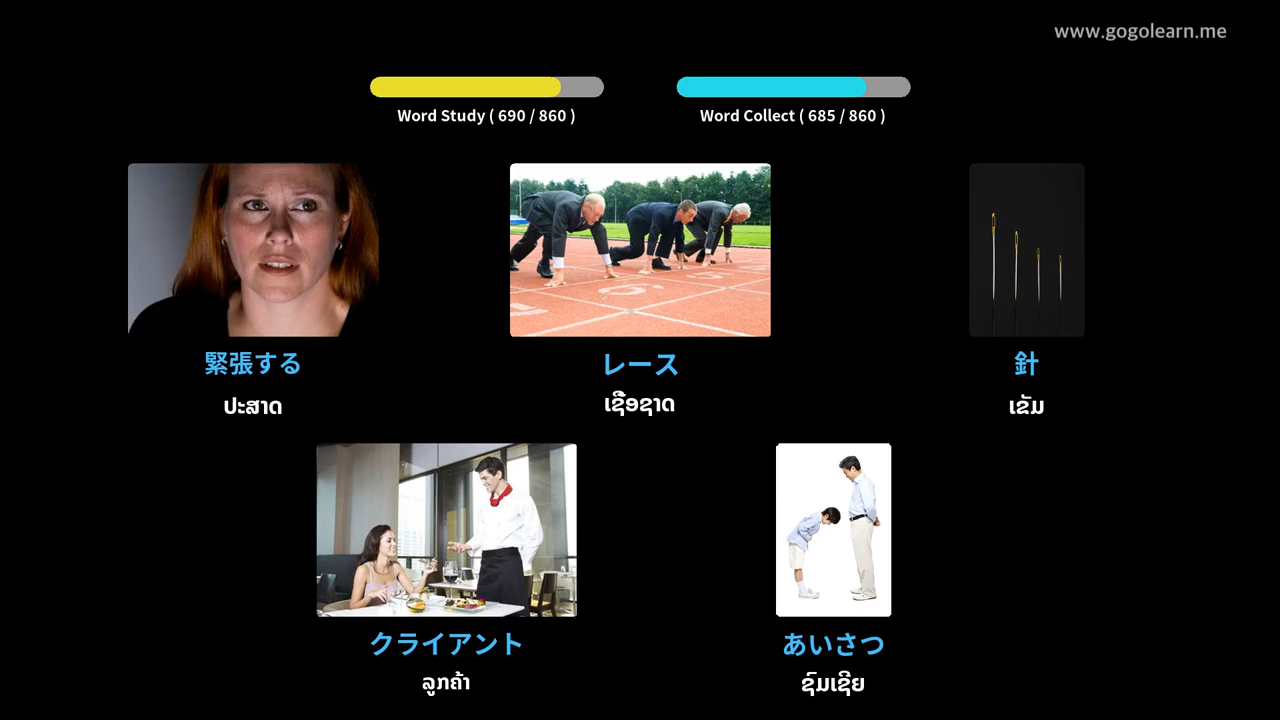 www.gogolearn.me
Word Study ( 690 / 860 )
Word Collect ( 685 / 860 )
緊張する
レース
針
ປະສາດ
ເຊື້ອຊາດ
ເຂັມ
クライアント
あいさつ
ລູກຄ້າ
ຊົມເຊີຍ